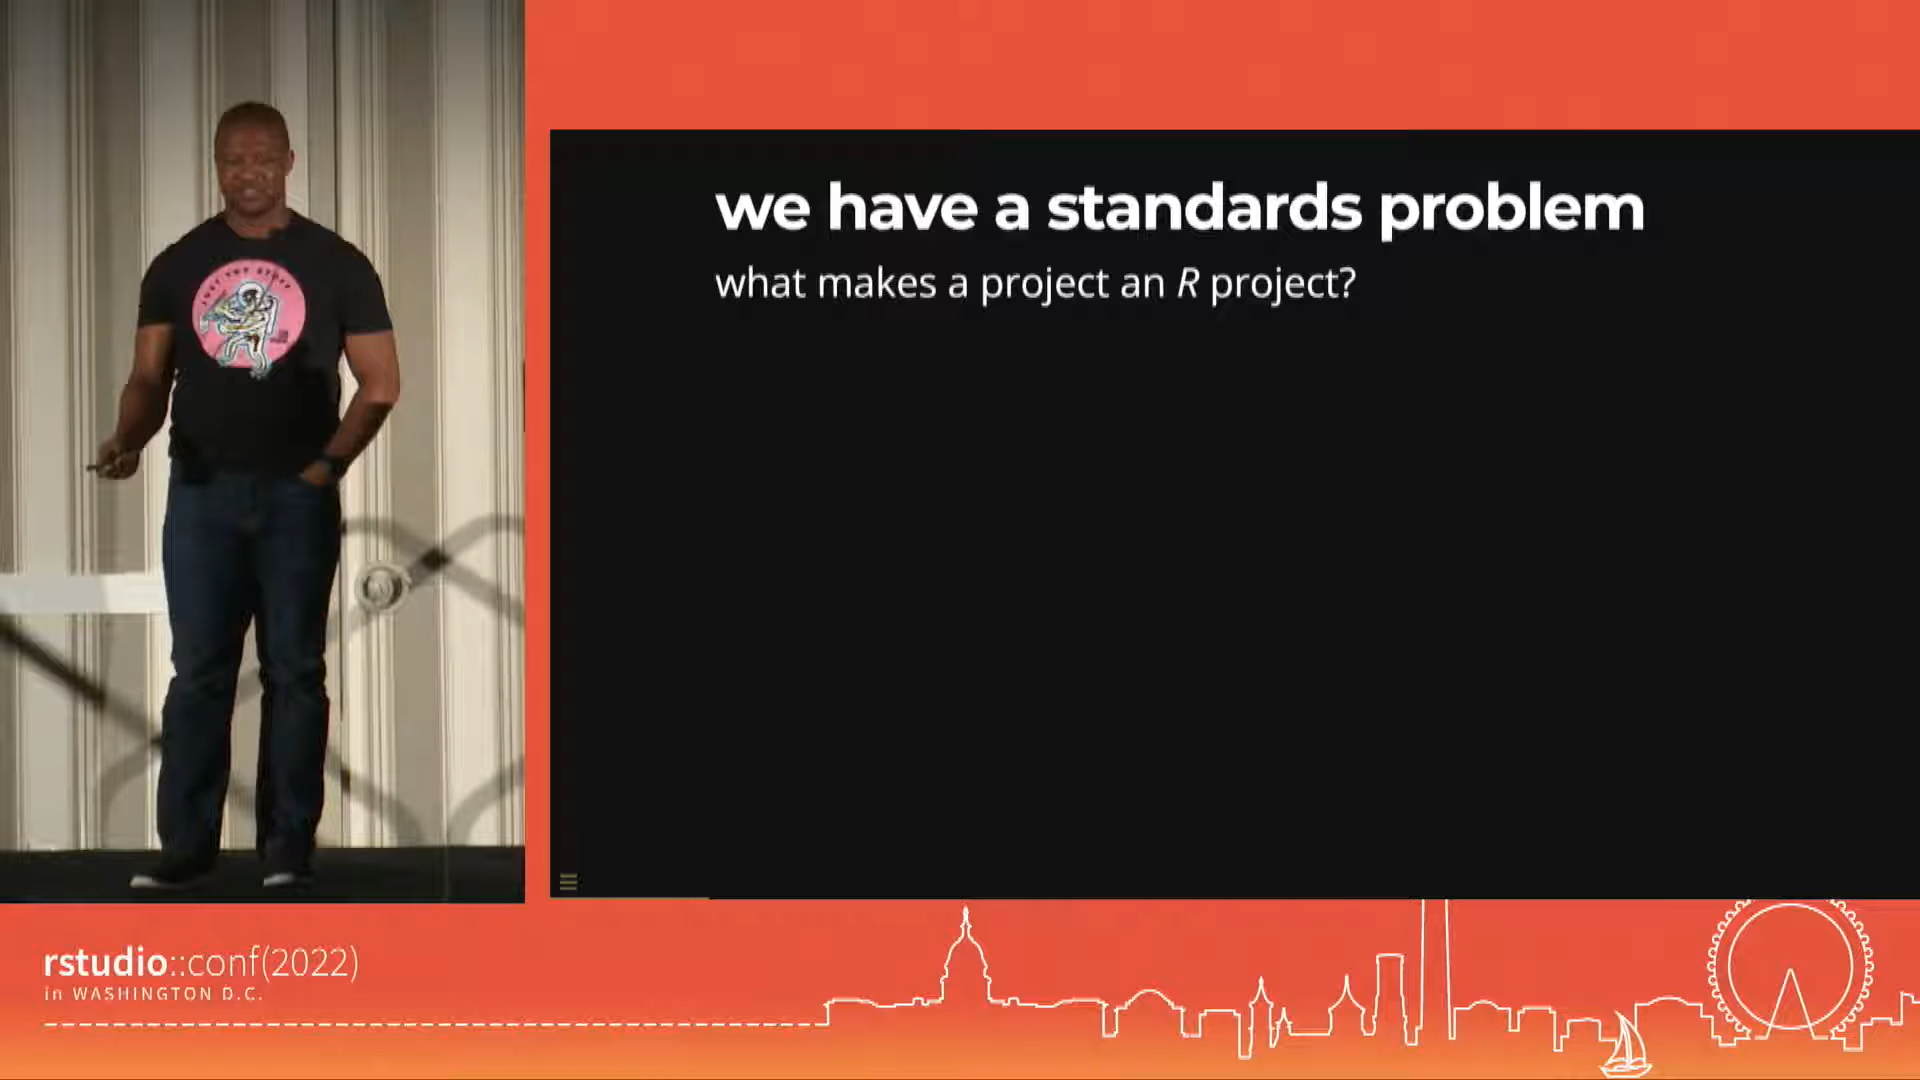 we have a standards problem
what makes a project an R project?
rstudio::conf(2022)
in WASHINGTON D.C.